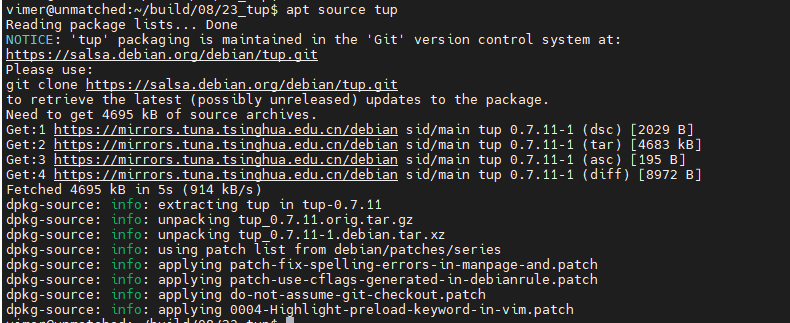 vimer@unmatched:~/build/08/23_tup$ apt source tup
Reading package lists... Done
NOTICE: 'tup' packaging is maintained in the 'Git' version control system at:
https://salsa.debian.org/debian/tup.git
Please use:
git clone https://salsa.debian.org/debian/tup.git
to retrieve the latest (possibly unreleased) updates to the package.
Need to get 4695 kB of source archives.
Get:1 https://mirrors.tuna.tsinghua.edu.cn/debian sid/main tup 0.7.11-1 (dsc) [2029 B]
Get:2 https://mirrors.tuna.tsinghua.edu.cn/debian sid/main tup 0.7.11-1 (tar) [4683 kB]
Get:3 https://mirrors.tuna.tsinghua.edu.cn/debian sid/main tup 0.7.11-1 (asc) [195 B]
Get:4 https://mirrors.tuna.tsinghua.edu.cn/debian sid/main tup 0.7.11-1 (diff) [8972 B]
Fetched 4695 kB in 5s (914 kB/s)
dpkg-source: info: extracting tup in tup-0.7.11
dpkg-source: info: unpacking tup_0.7.11.orig.tar.gz
dpkg-source: info: unpacking tup_0.7.11-1.debian.tar.xz
dpkg-source: info: using patch list from debian/patches/series
dpkg-source: info: applying patch-fix-spelling-errors-in-manpage-and.patch
dpkg-source: info: applying patch-use-cflags-generated-in-debianrule.patch
dpkg-source: info: applying do-not-assume-git-checkout.patch
dpkg-source: info: applying 0004-Highlight-preload-keyword-in-vim.patch
vimer@unmatched:~/build/08/23_tup$